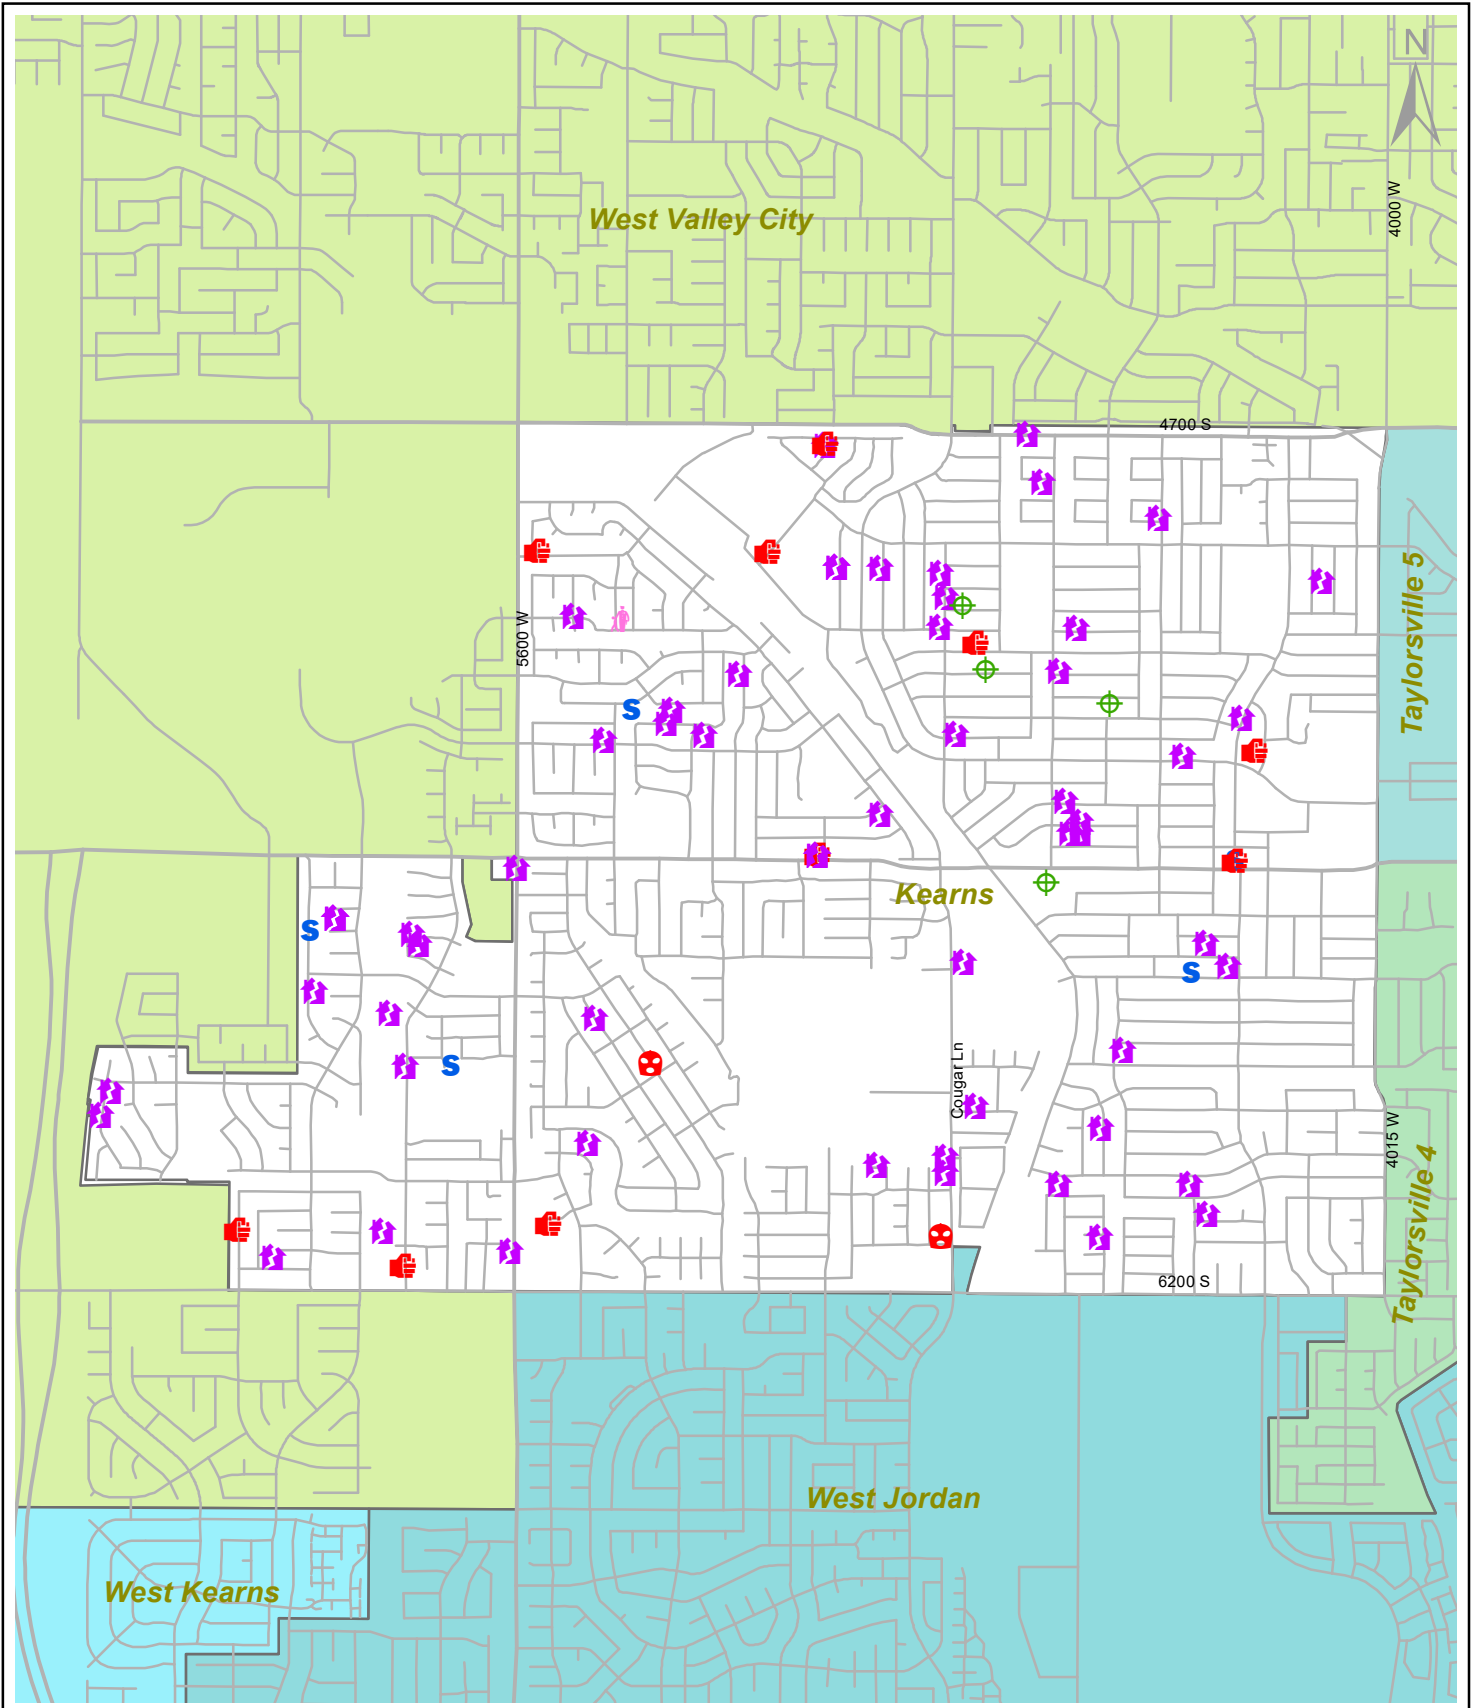 N
4000 W
West Valley City
4700 S
Taylorsville 5
5600 W
S
Kearns
S
S
S
Cougar Ln
4015 W
Taylorsville 4
6200 S
West Jordan
West Kearns